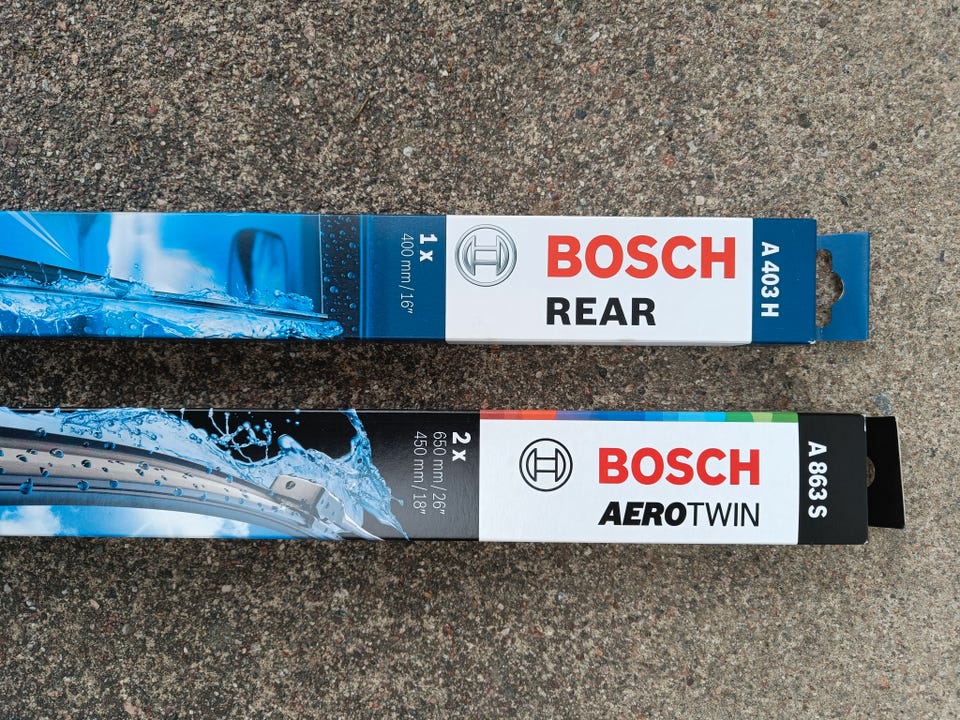 1 x
400 mm / 16"
BOSCH
REAR
A 403 H
2 x
650 mm / 26"
450 mm / 18"
BOSCH
AEROTWIN
A 863 S